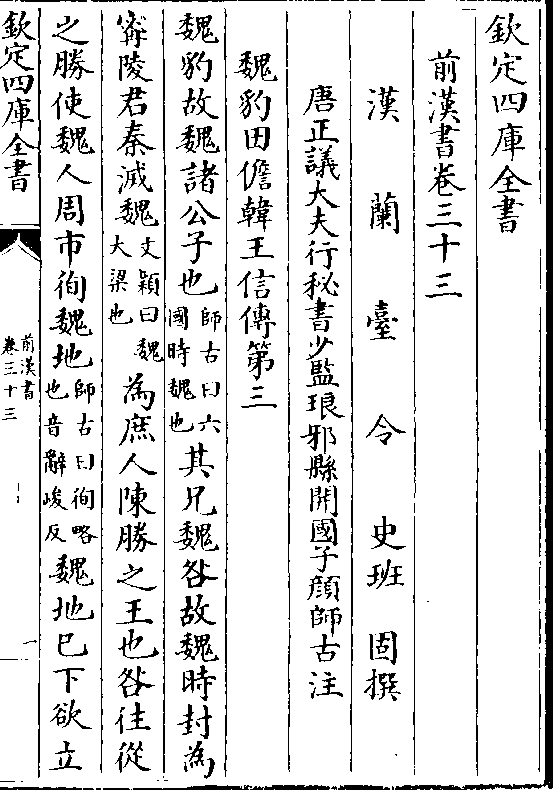 欽定四庫全書
前漢書卷三十三
漢蘭臺令史班固撰
唐正議大夫行秘書少監琅邪縣開國子顔師古注
魏豹田儋韓王信傳第三
魏豹故魏諸公子也師古曰六國時魏也其兄魏咎故魏時封為
甯陵君秦滅魏文穎曰魏大梁也為庶人陳勝之王也咎往從
之勝使魏人周市徇魏地師古曰徇略也音辭峻反魏地已下欲立
欽定四庫全書
前漢書
卷三十三
一